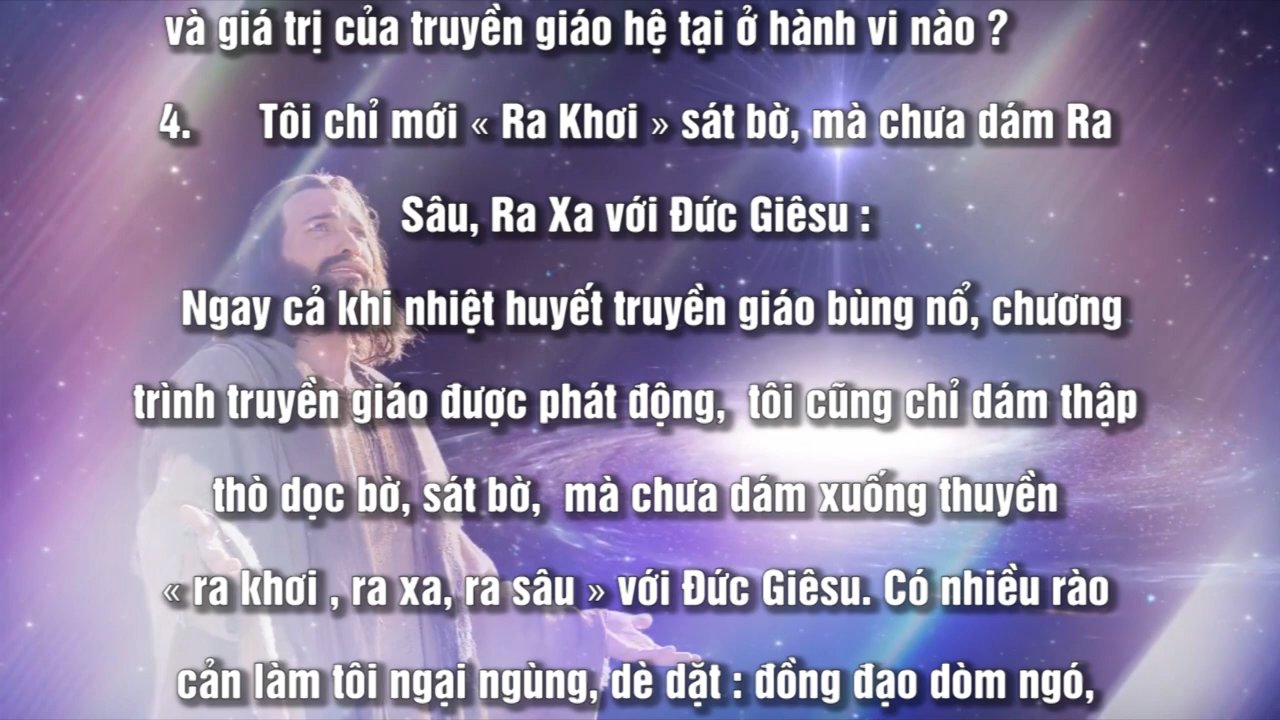 và giá trị của truyền giáo hệ tại ở hành vi nào ?
4. Tôi chỉ mới « Ra Khơi » sát bờ, mà chưa dám Ra
Sâu, Ra Xa với Đức Giêsu :
Ngay cả khi nhiệt huyết truyền giáo bùng nổ, chương
trình truyền giáo được phát động, tôi cũng chỉ dám thập
thò dọc bờ, sát bờ, mà chưa dám xuống thuyền
« ra khơi , ra xa, ra sâu » với Đức Giêsu. Có nhiều rào
cản làm tôi ngại ngùng, dè dặt : đồng đạo dòm ngó,